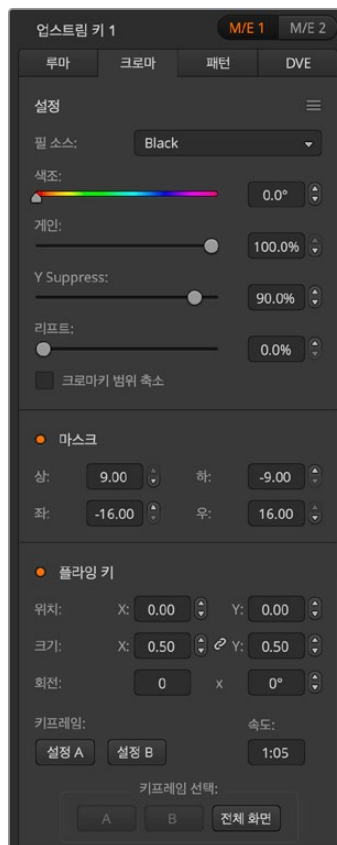 업스트림 키 1 M/E 1 M/E 2
루마 크로마 패턴 DVE
설정
필 소스: Black
색조:
0.0°
게인:
100.0%
Y Suppress:
90.0%
리프트:
0.0%
크로마키 범위 축소
마스크
상: 9.00 하: -9.00
좌: -16.00 우: 16.00
플라잉 키
위치: X: 0.00 Y: 0.00
크기: X: 0.50 Y: 0.50
회전: 0 x 0°
키프레임: 속도:
설정 A 설정 B 1:05
키프레임 선택:
A B 전체 화면